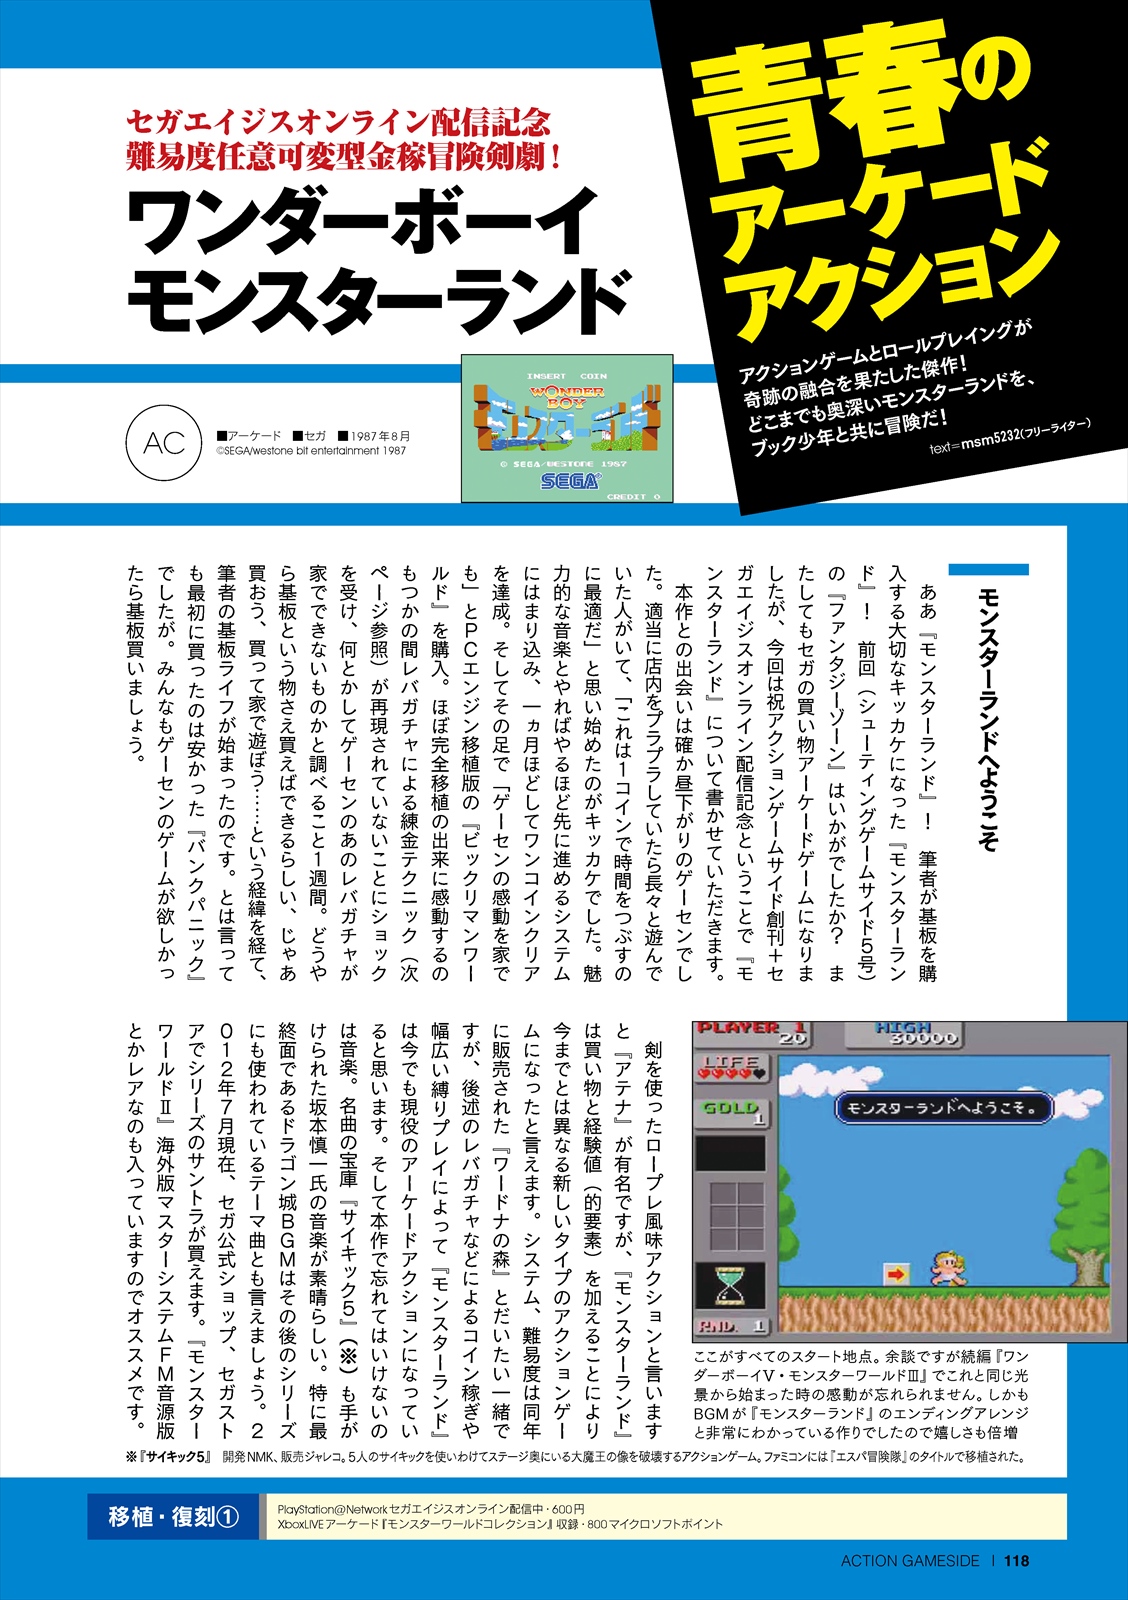 青春の
アーケード
アクション
アクションゲームとロールプレイングが
奇跡の融合を果たした傑作！
どこまでも奥深いモンスターランドを、
ブック少年と共に冒険だ！
text=msm5232（フリーライター）
セガエイジスオンライン配信記念
難易度任意可変型金稼冒険剣劇！
ワンダーボーイ
モンスターランド
AC
■アーケード ■セガ ■1987年8月
©SEGA/westone bit entertainment 1987
INSERT COIN
WONDER
BOY
モンスターランド
© SEGA/WESTONE 1987
SEGA
CREDIT 0
モンスターランドへようこそ
ああ『モンスターランド』！ 筆者が基板を購
入する大切なキッカケになった『モンスターラン
ド』！ 前回（シューティングゲームサイド5号）
の『ファンタジーゾーン』はいかがでしたか？ ま
たしてもセガの買い物アーケードゲームになりま
したが、今回は祝アクションゲームサイド創刊＋セ
ガエイジスオンライン配信記念ということで『モ
ンスターランド』について書かせていただきます。
本作との出会いは確か昼下がりのゲーセンでし
た。適当に店内をプラプラしていたら長々と遊んで
いた人がいて、「これは1コインで時間をつぶすの
に最適だ」と思い始めたのがキッカケでした。魅
力的な音楽とやればやるほど先に進めるシステム
にはまり込み、一ヵ月ほどしてワンコインクリア
を達成。そしてその足で「ゲーセンの感動を家で
も」とPCエンジン移植版の『ビックリマンワー
ルド』を購入。ほぼ完全移植の出来に感動するの
もつかの間レバガチャによる錬金テクニック（次
ページ参照）が再現されていないことにショック
を受け、何とかしてゲーセンのあのレバガチャが
家でできないものかと調べること1週間。どうや
ら基板という物さえ買えばできるらしい、じゃあ
買おう、買って家で遊ぼう……という経緯を経て、
筆者の基板ライフが始まったのです。とは言って
も最初に買ったのは安かった『バンクパニック』
でしたが。みんなもゲーセンのゲームが欲しかっ
たら基板買いましょう。
PLAYER 1
20
HIGH
30000
LIFE
GOLD
1
RND. 1
モンスターランドへようこそ。
ここがすべてのスタート地点。余談ですが続編『ワン
ダーボーイV・モンスターワールドⅢ』でこれと同じ光
景から始まった時の感動が忘れられません。しかも
BGMが『モンスターランド』のエンディングアレンジ
と非常にわかっている作りでしたので嬉しさも倍増
剣を使ったロープレ風味アクションと言います
と『アテナ』が有名ですが、『モンスターランド』
は買い物と経験値（的要素）を加えることにより
今までとは異なる新しいタイプのアクションゲー
ムになったと言えます。システム、難易度は同年
に販売された『ワードナの森』とだいたい一緒で
すが、後述のレバガチャなどによるコイン稼ぎや
幅広い縛りプレイによって『モンスターランド』
は今でも現役のアーケードアクションになってい
ると思います。そして本作で忘れてはいけないの
は音楽。名曲の宝庫『サイキック5』（※）も手が
けられた坂本慎一氏の音楽が素晴らしい。特に最
終面であるドラゴン城BGMはその後のシリーズ
にも使われているテーマ曲とも言えましょう。2
012年7月現在、セガ公式ショップ、セガスト
アでシリーズのサントラが買えます。『モンスター
ワールドⅡ』海外版マスターシステムFM音源版
とかレアなのも入っていますのでオススメです。
※『サイキック5』 開発NMK、販売ジャレコ。5人のサイキックを使いわけてステージ奥にいる大魔王の像を破壊するアクションゲーム。ファミコンには『エスパ冒険隊』のタイトルで移植された。
移植・復刻①
PlayStation@Network セガエイジスオンライン配信中・600円
XboxLIVEアーケード『モンスターワールドコレクション』収録・800マイクロソフトポイント
ACTION GAMESIDE | 118